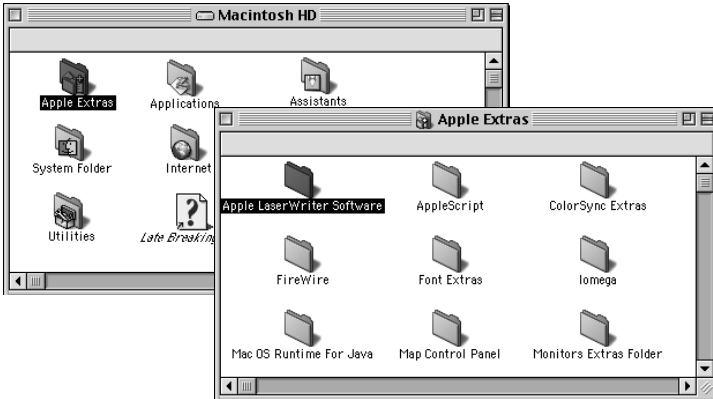 Macintosh HD
Apple Extras
Applications
Assistants
System Folder
Internet
Utilities
Late
Apple Extras
Apple LaserWriter Software
AppleScript
ColorSync Extras
FireWire
Font Extras
Iomega
Mac OS Runtime For Java
Map Control Panel
Monitors Extras Folder